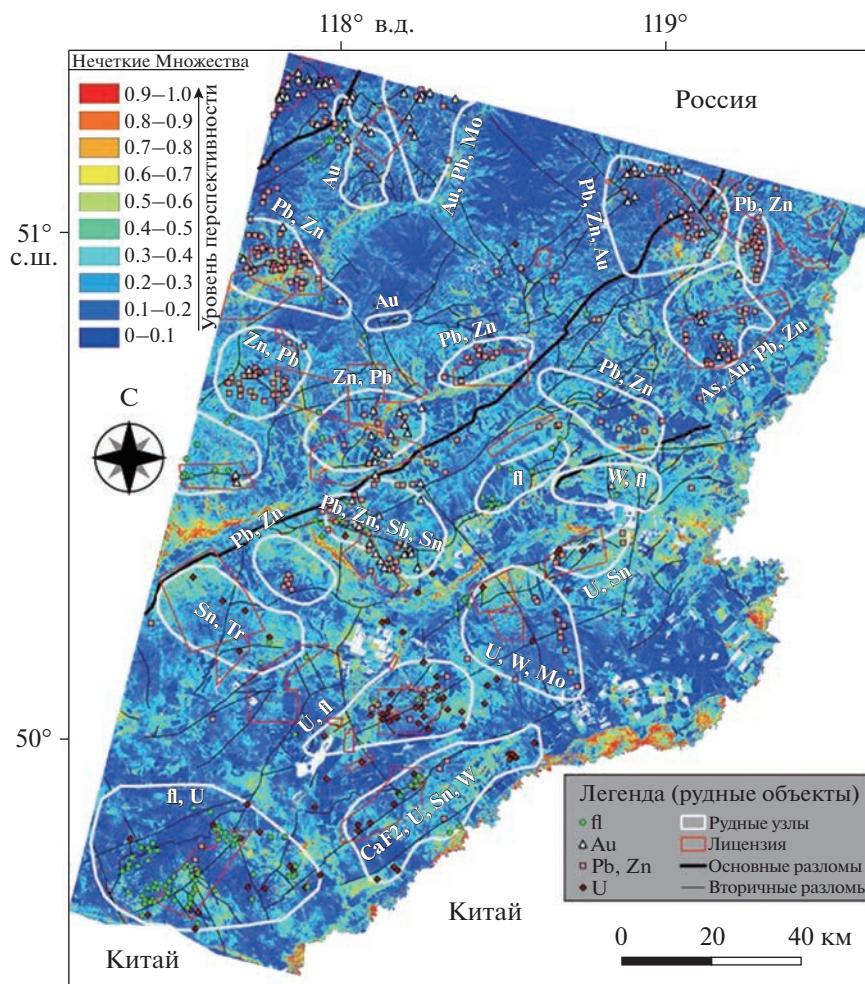 118° в.д.
119°
Нечеткие Множества
0.9–1.0
0.8–0.9
0.7–0.8
0.6–0.7
0.5–0.6
0.4–0.5
0.3–0.4
0.2–0.3
0.1–0.2
0–0.1
Уровень перспективности
Россия
51°
с.ш.
Au
Au, Pb, Mo
Pb, Zn, Au
Pb, Zn
Pb, Zn
Au
Pb, Zn
As, Au, Pb, Zn
Zn, Pb
Zn, Pb
Pb, Zn
С
fl
W, fl
Pb, Zn, Sb, Sn
Pb, Zn
U, Sn
Sn, Tr
U, W, Mo
50°
U, fl
fl, U
CaF2, U, Sn, W
Легенда (рудные объекты)
fl
Au
Pb, Zn
U
Рудные узлы
Лицензия
Основные разломы
Вторичные разломы
Китай
Китай
0 20 40 км